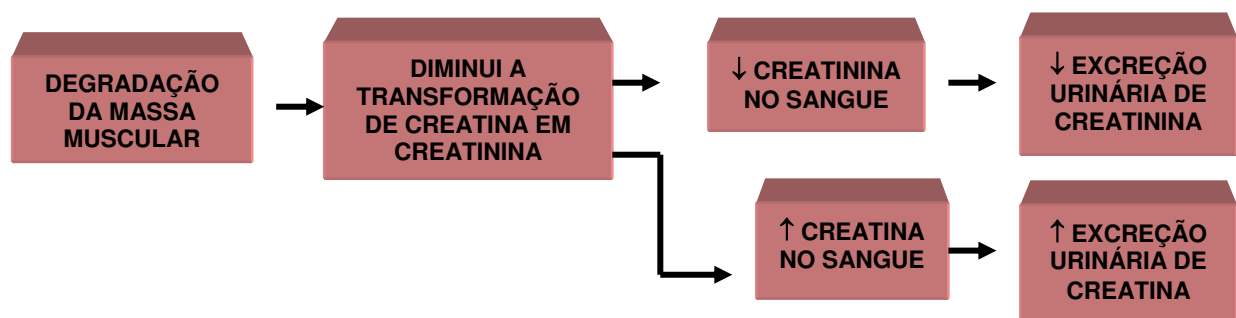 DEGRADAÇÃO
DA MASSA
MUSCULAR
DIMINUI A
TRANSFORMAÇÃO
DE CREATINA EM
CREATININA
↓ CREATININA
NO SANGUE
↓ EXCREÇÃO
URINÁRIA DE
CREATININA
↑ CREATINA
NO SANGUE
↑ EXCREÇÃO
URINÁRIA DE
CREATINA